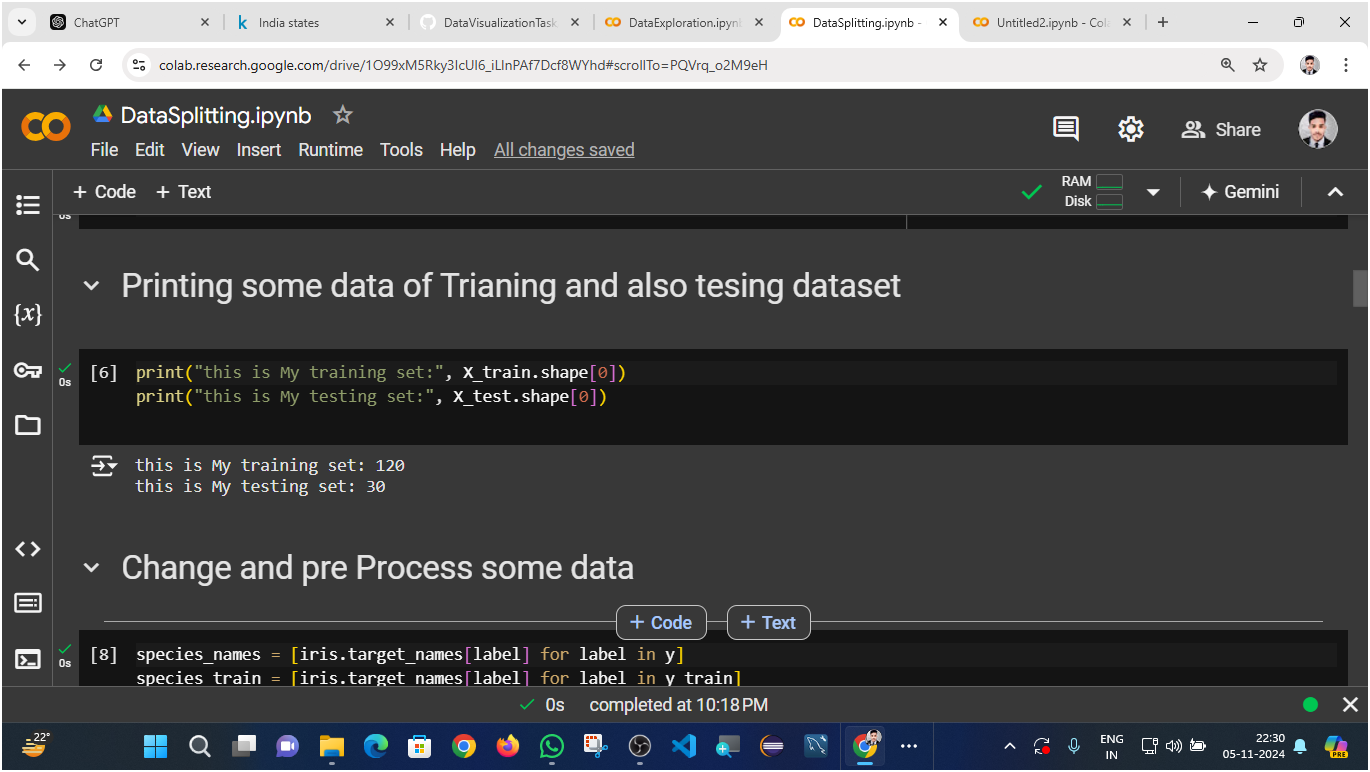 ChatGPT
India states
DataVisualizationTask
DataExploration.ipyn
DataSplitting.ipynb -
Untitled2.ipynb - Col
colab.research.google.com/drive/1O99xM5Rky3IcUl6_iLlnPAf7Dcf8WYhd#scrollTo=PQVrq_o2M9eH
DataSplitting.ipynb
File Edit View Insert Runtime Tools Help All changes saved
Share
+ Code + Text
RAM
Disk
Gemini
0s
Printing some data of Trianing and also tesing dataset
[6] print("this is My training set:", X_train.shape[0])
0s
print("this is My testing set:", X_test.shape[0])
this is My training set: 120
this is My testing set: 30
Change and pre Process some data
+ Code + Text
[8] species_names = [iris.target_names[label] for label in y]
0s
species_train = [iris.target_names[label] for label in y_train]
0s completed at 10:18 PM
22°
ENG
IN
22:30
05-11-2024
PRE